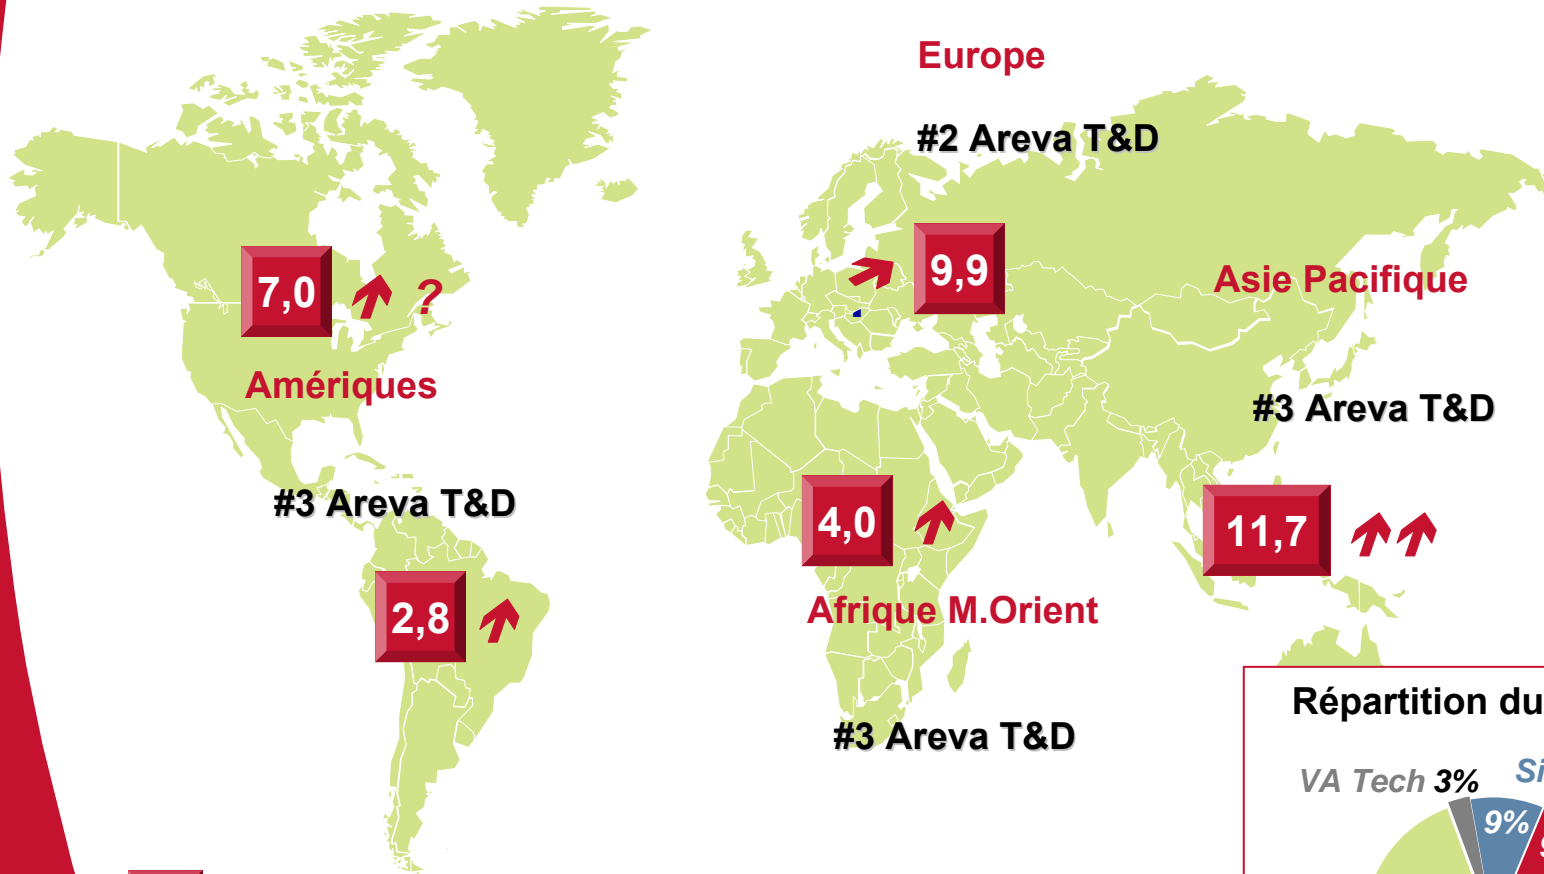 Europe
#2 Areva T&D
7,0
?
9,9
Asie Pacifique
Amériques
#3 Areva T&D
#3 Areva T&D
4,0
11,7
2,8
Afrique M.Orient
#3 Areva T&D
Répartition du
VA Tech 3%
9%